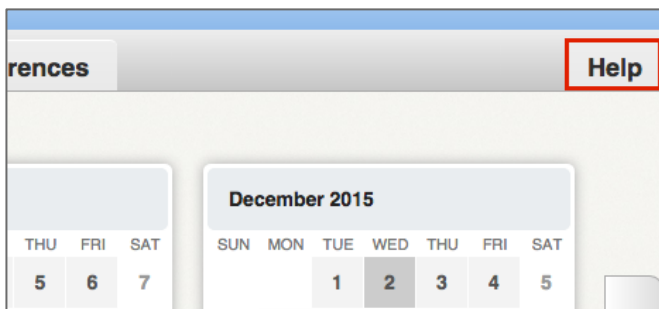 rences
Help
December 2015
THU FRI SAT
SUN MON TUE WED THU FRI SAT
5 6 7
1 2 3 4 5